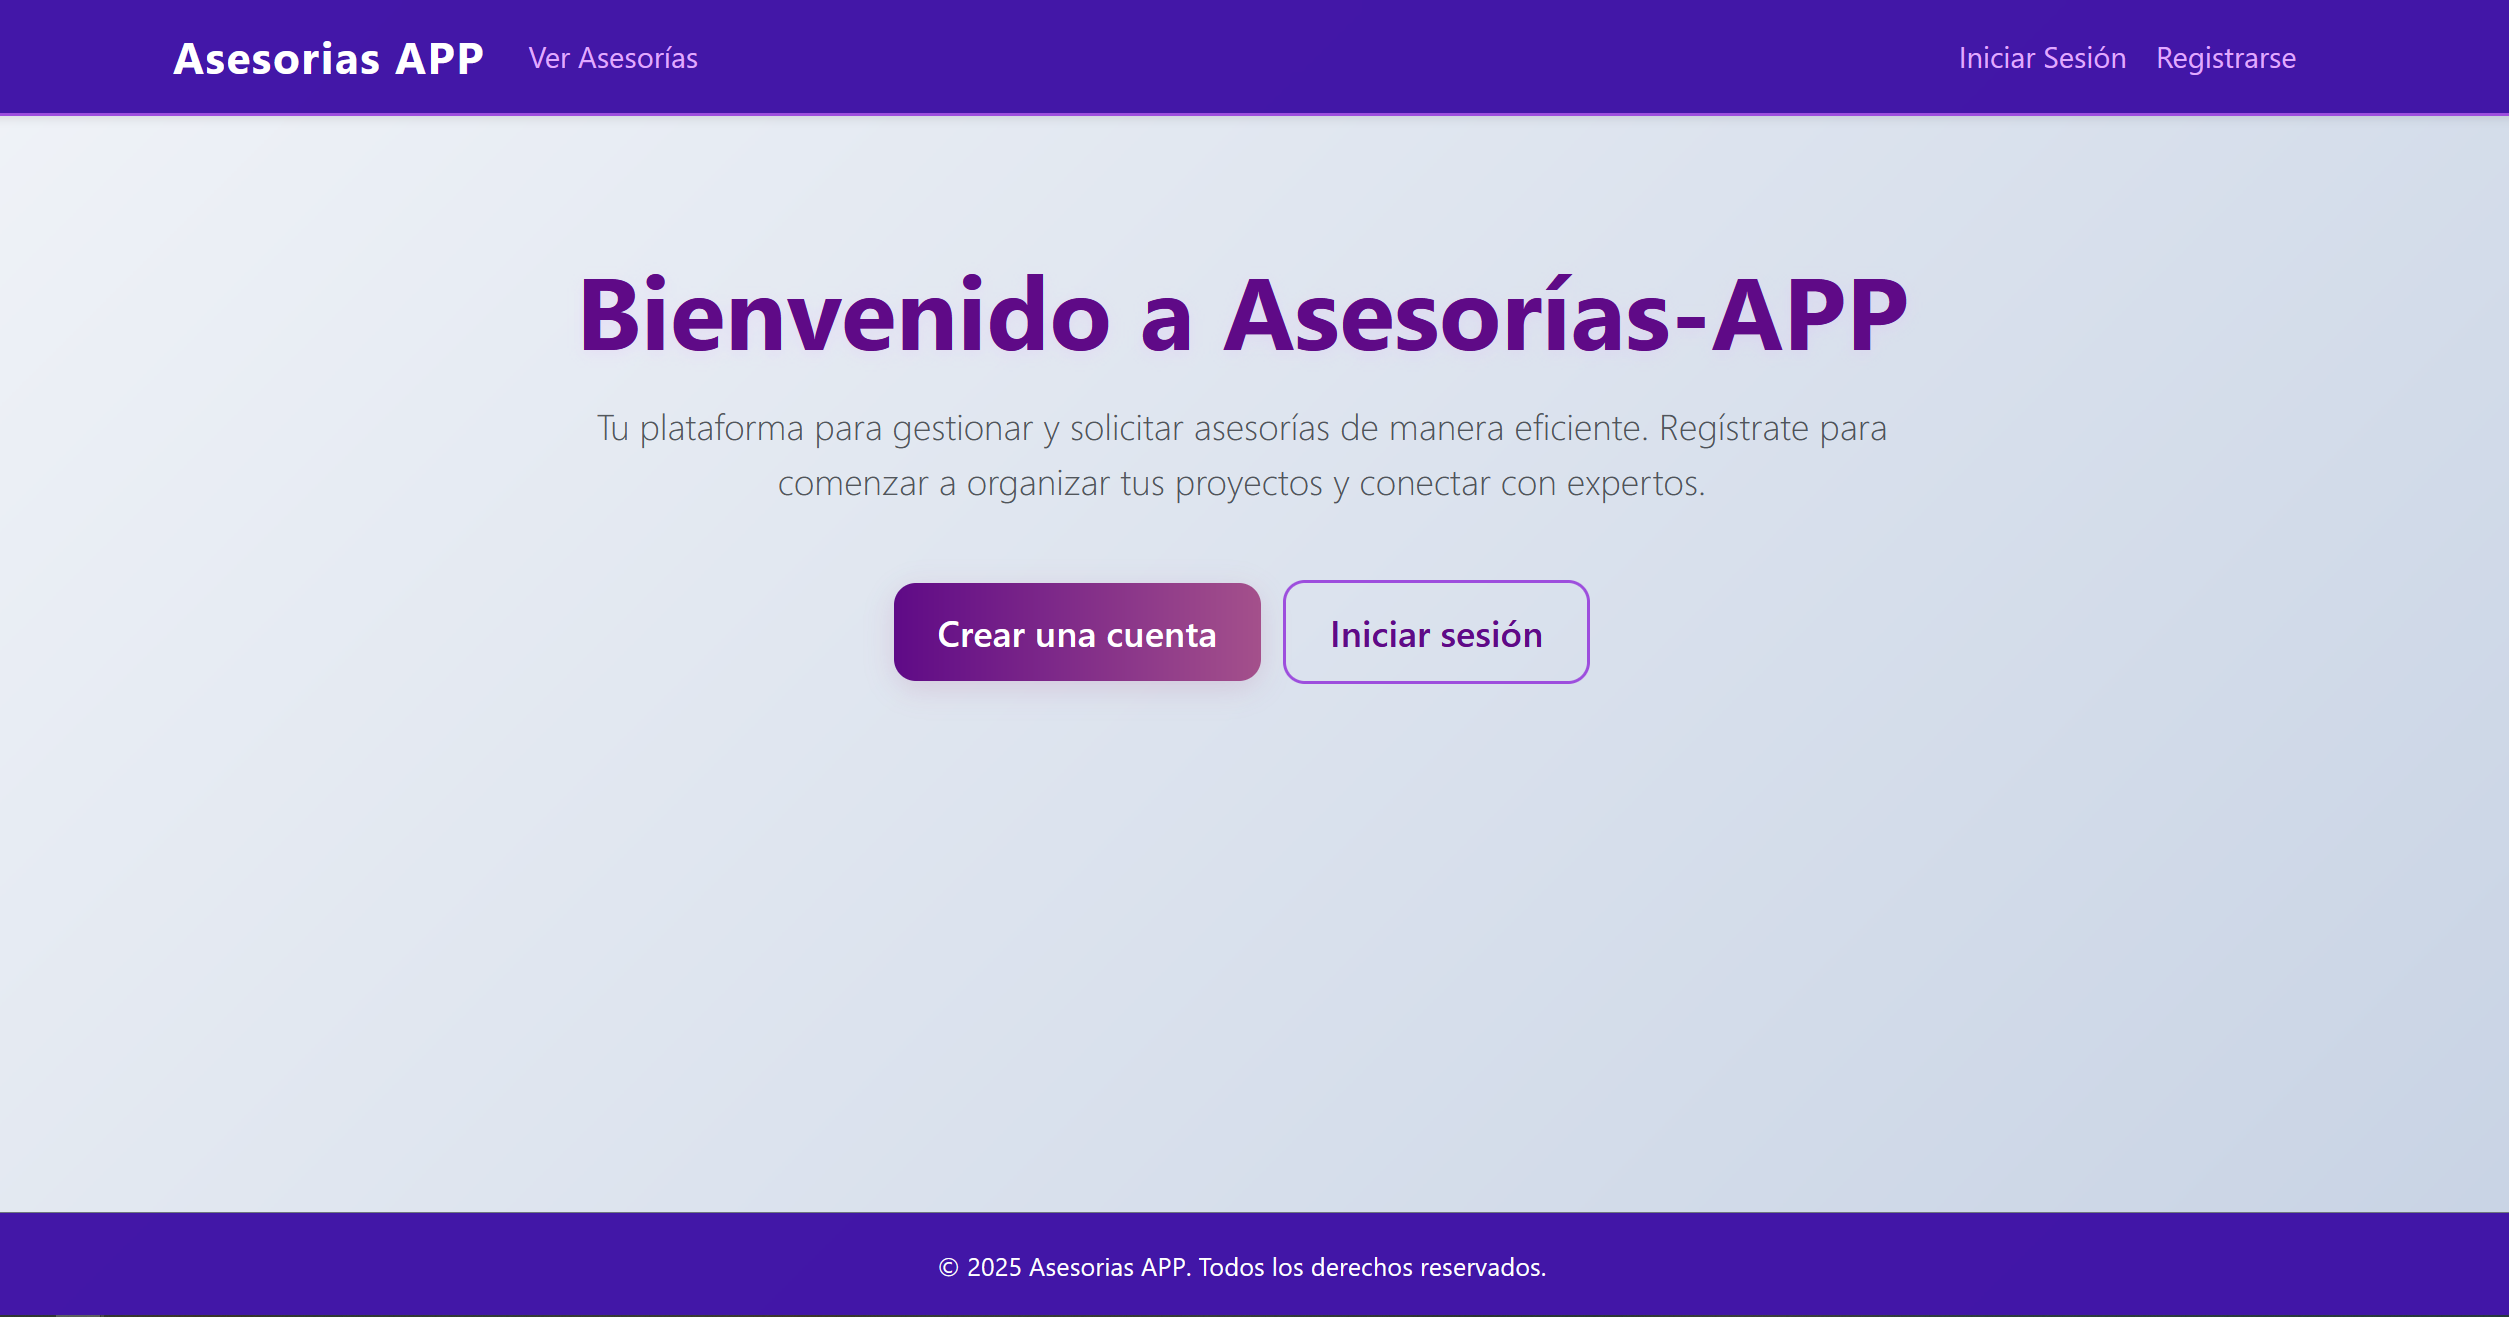 Asesorias APP Ver Asesorías Iniciar Sesión Registrarse
Bienvenido a Asesorías-APP
Tu plataforma para gestionar y solicitar asesorías de manera eficiente. Regístrate para
comenzar a organizar tus proyectos y conectar con expertos.
Crear una cuenta Iniciar sesión
© 2025 Asesorias APP. Todos los derechos reservados.